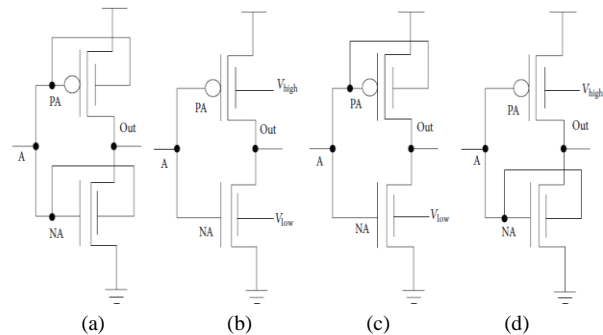 PA
Out
A
NA
(a)
V_high
PA
Out
A
NA
V_low
(b)
PA
Out
A
NA
V_low
(c)
V_high
PA
Out
A
NA
(d)